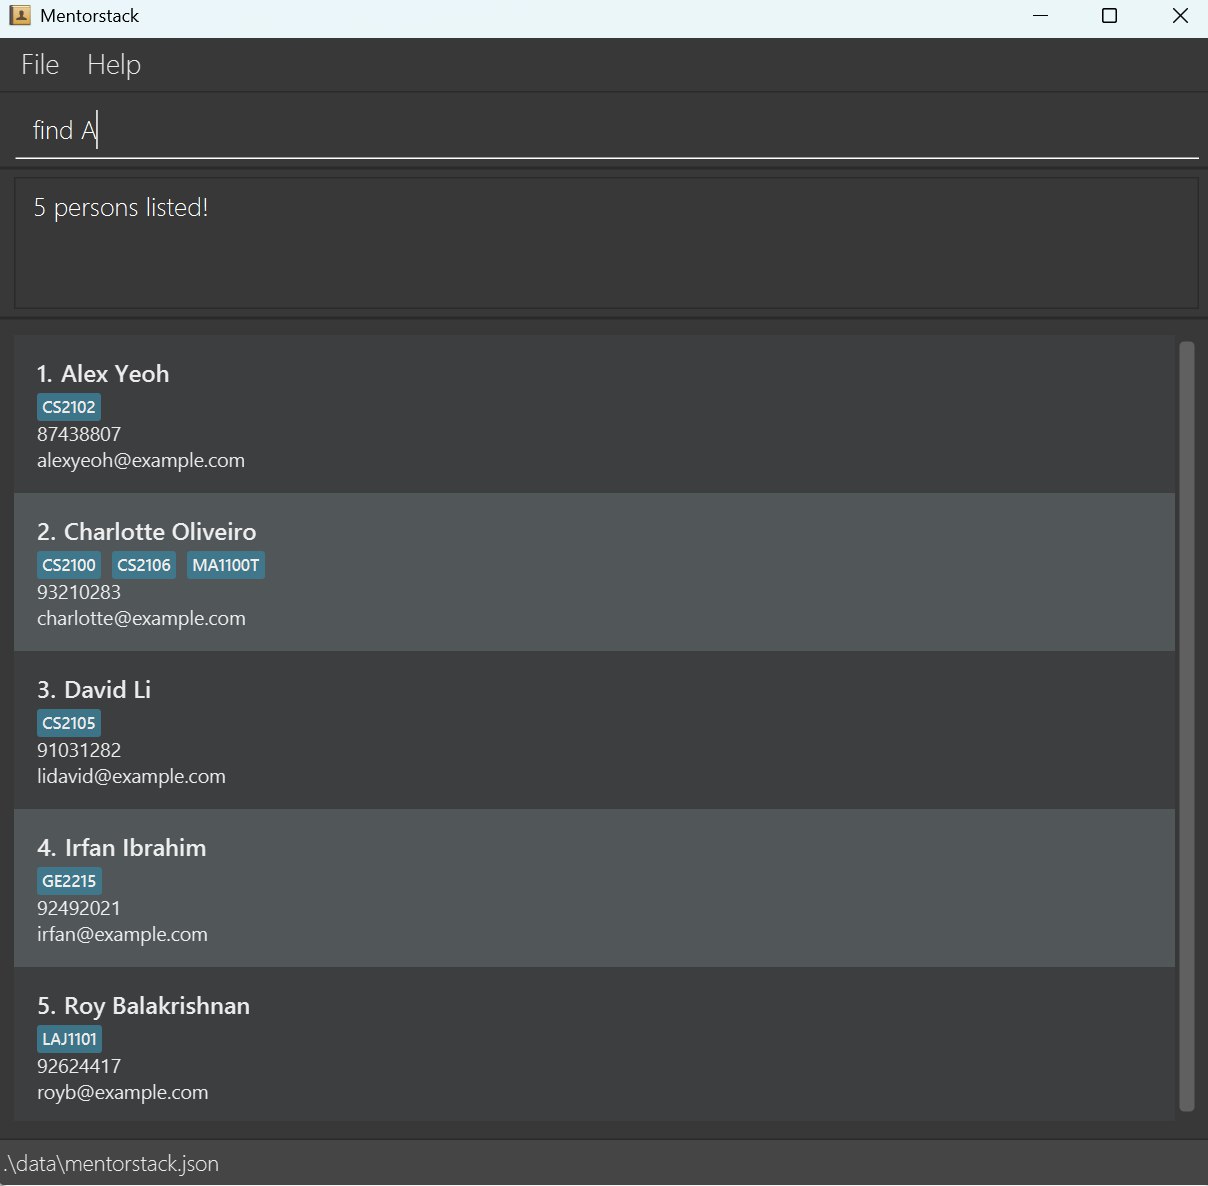 Mentorstack
File Help
find A
5 persons listed!
1. Alex Yeoh
CS2102
87438807
alexyeoh@example.com
2. Charlotte Oliveiro
CS2100 CS2106 MA1100T
93210283
charlotte@example.com
3. David Li
CS2105
91031282
lidavid@example.com
4. Irfan Ibrahim
GE2215
92492021
irfan@example.com
5. Roy Balakrishnan
LAJ1101
92624417
royb@example.com
.\data\mentorstack.json